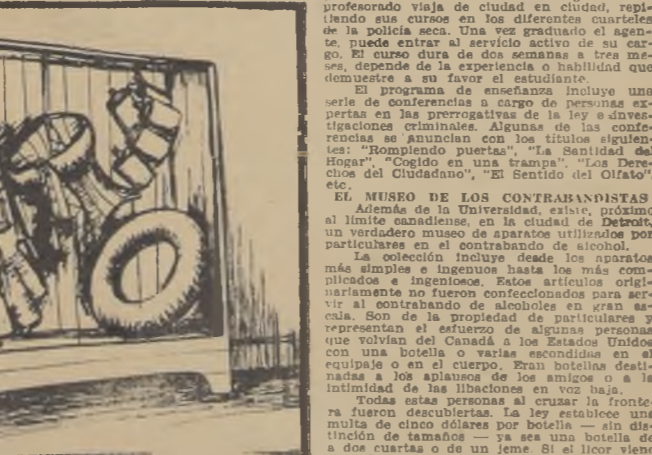 profesorado viaja de ciudad en ciudad, repi-
tiendo sus cursos en los diferentes cuarteles
de la policía seca. Una vez graduado el agen-
te, puede entrar al servicio activo de su car-
go. El curso dura de dos semanas a tres me-
ses, depende de la experiencia o habilidad que
demuestre a su favor el estudiante.
El programa de enseñanza incluye una
serie de conferencias a cargo de personas ex-
pertas en las prerrogativas de la ley e inves-
tigaciones criminales. Algunas de las confe-
rencias se anuncian con los títulos siguien-
tes: "Rompiendo puertas", "La Santidad del
Hogar", "Cogido en una trampa", "Los Dere-
chos del Ciudadano", "El Sentido del Olfato",
etc.
EL MUSEO DE LOS CONTRABANDISTAS
Además de la Universidad, existe, próximo
al límite canadiense, en la ciudad de Detroit,
un verdadero museo de aparatos utilizados por
particulares en el contrabando de alcohol.
La colección incluye desde los aparatos
más simples e ingenuos hasta los más com-
plicados e ingeniosos. Estos artículos origi-
nariamente no fueron confeccionados para ser-
vir al contrabando de alcoholes en gran es-
cala. Son de la propiedad de particulares y
representan el esfuerzo de algunas personas
que volvían del Canadá a los Estados Unidos
con una botella o varias escondidas en el
equipaje o en el cuerpo. Eran botellas desti-
nadas a los aplausos de los amigos o a la
intimidad de las libaciones en voz baja.
Todas estas personas al cruzar la fronte-
ra fueron descubiertas. La ley establece una
multa de cinco dólares por botella — sin dis-
tinción de tamaños — ya sea una botella de
a dos cuartas o de un jeme. Si el licor viene